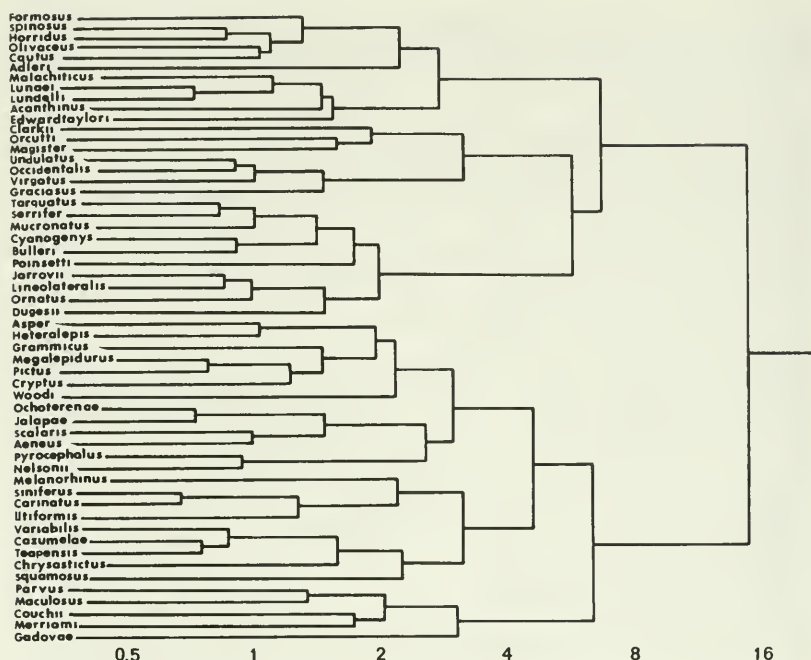 Formosus
Spinosus
Horridus
Olivaceus
Cautus
Adleri
Malachiticus
Lunaei
Lundelli
Acanthinus
Edwardtaylori
Clarkii
Orcutti
Magister
Undulatus
Occidentalis
Virgatus
Graciasus
Torquatus
Serrifer
Mucronatus
Cyanogenys
Bulleri
Poinsetti
Jarrovii
Lineolateralis
Ornatus
Dugesii
Asper
Heterolepis
Grammicus
Megalepidurus
Pictus
Cryptus
Woodi
Ochoterenae
Jalapae
Scalaris
Aeneus
Pyrocephalus
Nelsonii
Melanorhinus
Siniferus
Carinatus
Utiformis
Variabilis
Cozumelae
Teapensis
Chrysastictus
Squamosus
Parvus
Maculosus
Couchii
Merriami
Gadovae
0.5 1 2 4 8 16